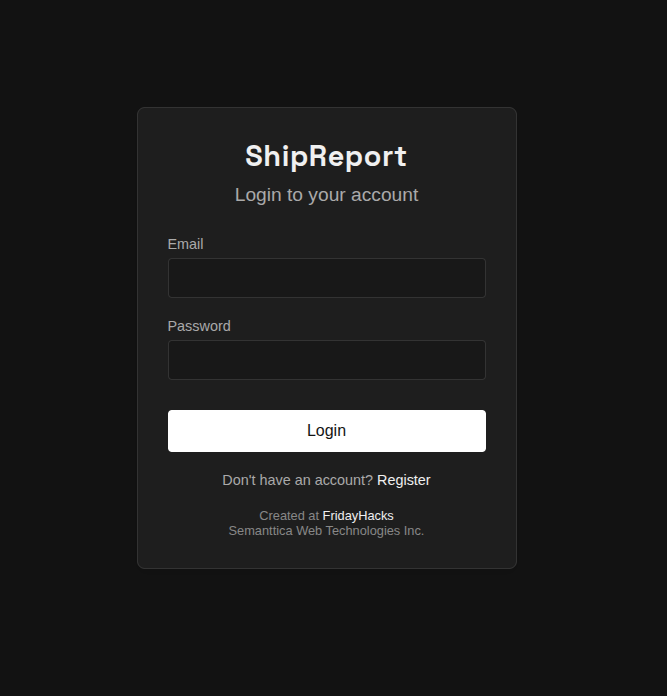 ShipReport
Login to your account
Email
Password
Login
Don't have an account? Register
Created at FridayHacks
Semanttica Web Technologies Inc.